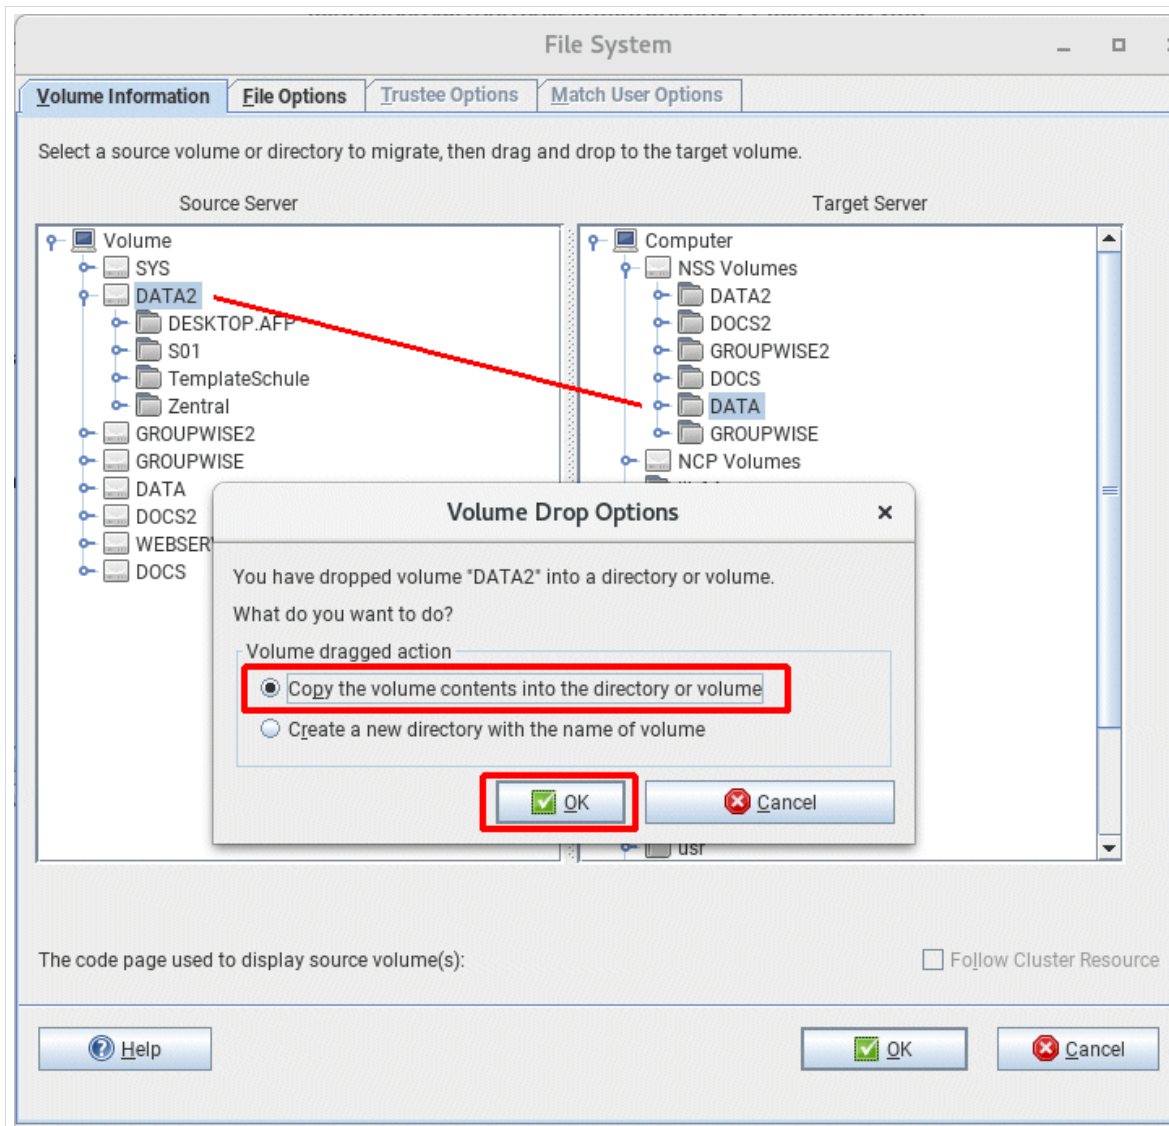 File System
Volume Information File Options Trustee Options Match User Options
Select a source volume or directory to migrate, then drag and drop to the target volume.
Source Server
Target Server
Volume
SYS
DATA2
DESKTOP.AFP
S01
TemplateSchule
Zentral
GROUPWISE2
GROUPWISE
DATA
DOCS2
WEBSER
DOCS
Computer
NSS Volumes
DATA2
DOCS2
GROUPWISE2
DOCS
DATA
GROUPWISE
NCP Volumes
usr
Volume Drop Options
You have dropped volume "DATA2" into a directory or volume.
What do you want to do?
Volume dragged action
Copy the volume contents into the directory or volume
Create a new directory with the name of volume
OK Cancel
The code page used to display source volume(s):
Follow Cluster Resource
Help OK Cancel